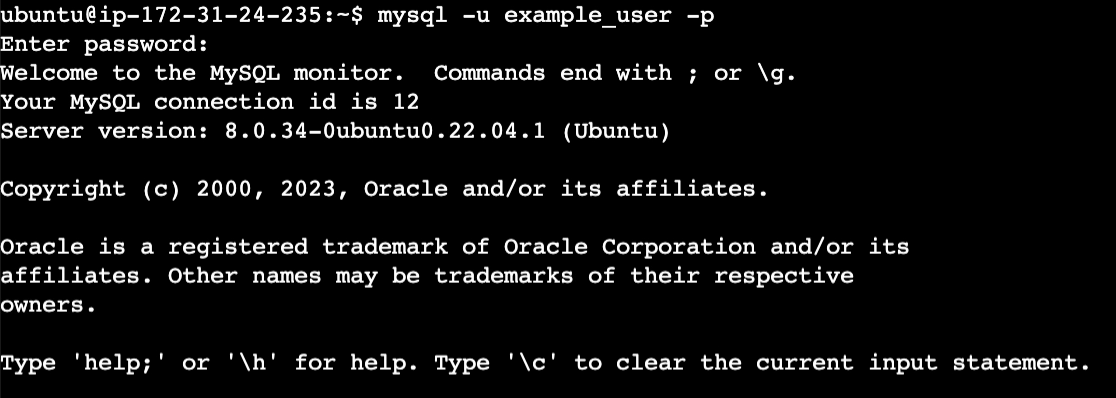 ubuntu@ip-172-31-24-235:~$ mysql -u example_user -p
Enter password:
Welcome to the MySQL monitor.  Commands end with ; or \g.
Your MySQL connection id is 12
Server version: 8.0.34-0ubuntu0.22.04.1 (Ubuntu)
Copyright (c) 2000, 2023, Oracle and/or its affiliates.
Oracle is a registered trademark of Oracle Corporation and/or its
affiliates. Other names may be trademarks of their respective
owners.
Type 'help;' or '\h' for help. Type '\c' to clear the current input statement.